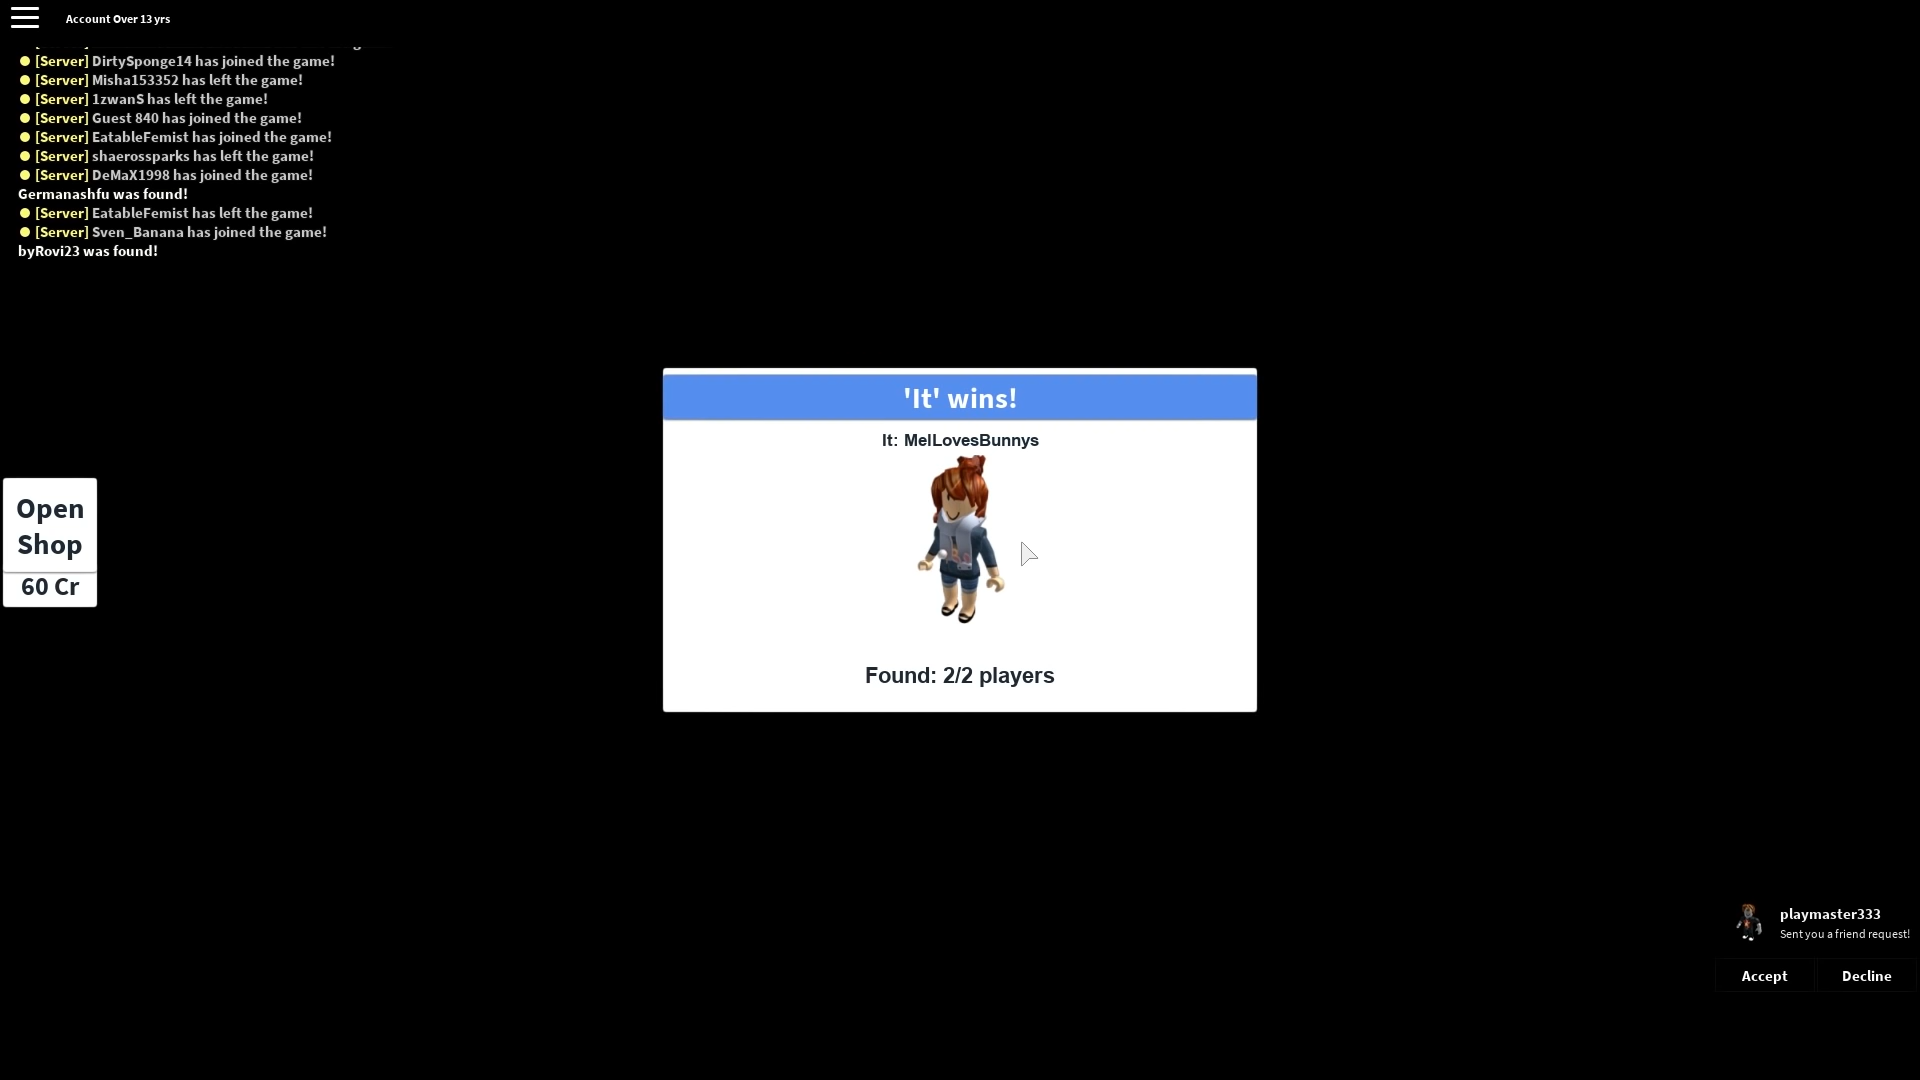 Account Over 13 yrs
[Server] DirtySponge14 has joined the game!
[Server] Misha153352 has left the game!
[Server] 1zwanS has left the game!
[Server] Guest 840 has joined the game!
[Server] EatableFemist has joined the game!
[Server] shaerossparks has left the game!
[Server] DeMaX1998 has joined the game!
Germanashfu was found!
[Server] EatableFemist has left the game!
[Server] Sven_Banana has joined the game!
byRovi23 was found!
'It' wins!
It: MelLovesBunnys
Found: 2/2 players
Open
Shop
60 Cr
playmaster333
Sent you a friend request!
Accept Decline